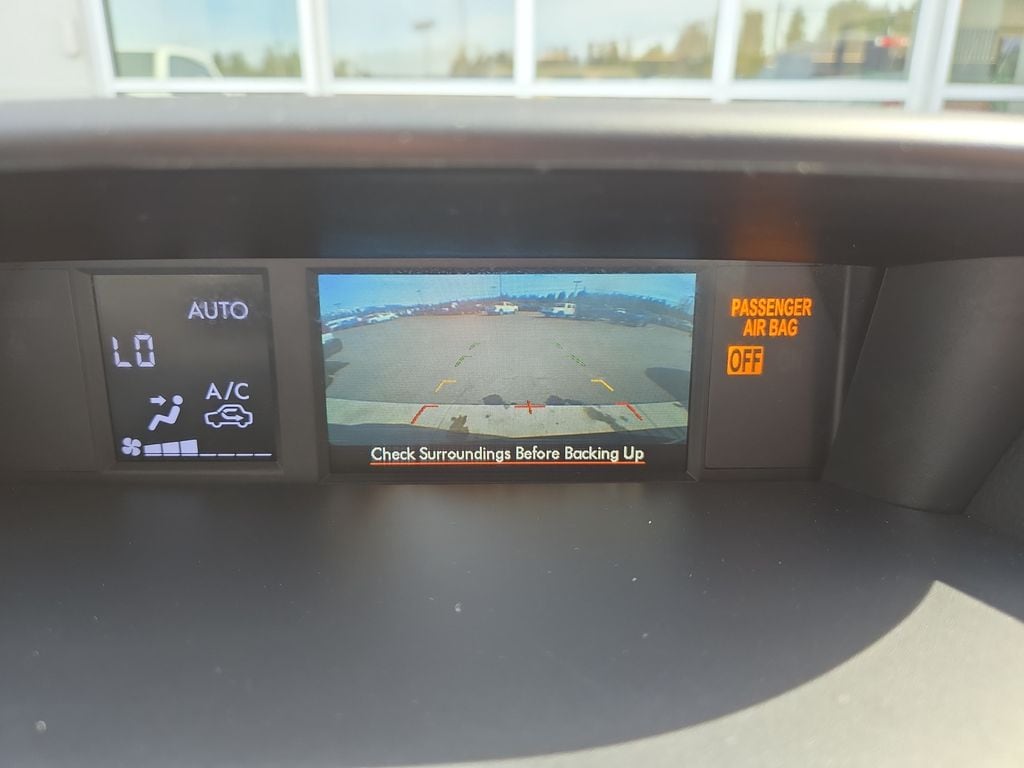 AUTO
LO
A/C
Check Surroundings Before Backing Up
PASSENGER
AIR BAG
OFF